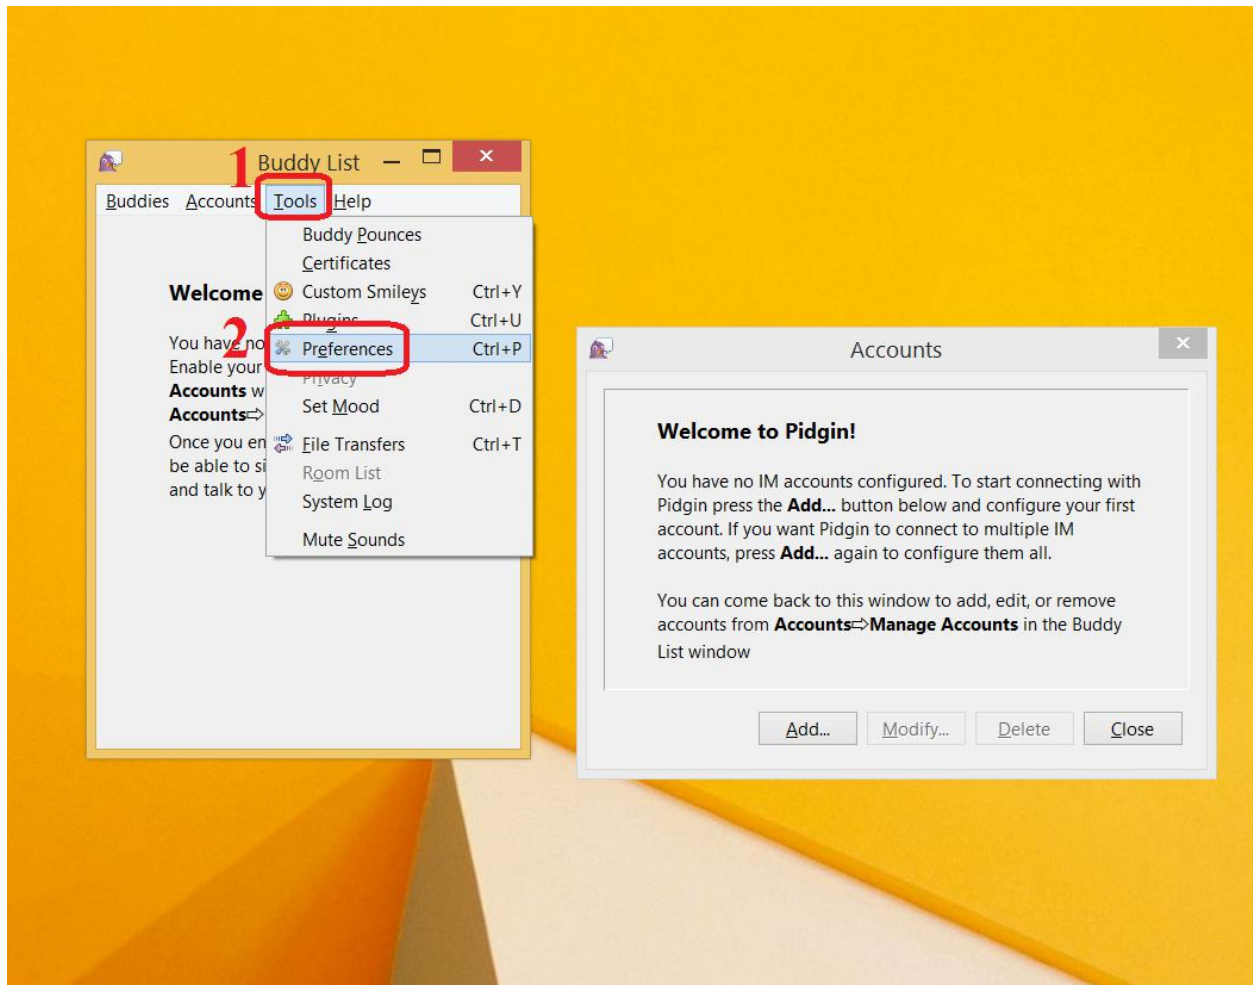 1
Buddy List
Buddies Accounts Tools Help
Buddy Pounces
Certificates
Custom Smileys Ctrl+Y
Plugins Ctrl+U
2
Preferences Ctrl+P
Privacy
Set Mood Ctrl+D
File Transfers Ctrl+T
Room List
System Log
Mute Sounds
Welcome
You have no
Enable your
Accounts w
Accounts⇨
Once you en
be able to si
and talk to y
Accounts
Welcome to Pidgin!
You have no IM accounts configured. To start connecting with
Pidgin press the Add... button below and configure your first
account. If you want Pidgin to connect to multiple IM
accounts, press Add... again to configure them all.
You can come back to this window to add, edit, or remove
accounts from Accounts⇨Manage Accounts in the Buddy
List window
Add... Modify... Delete Close